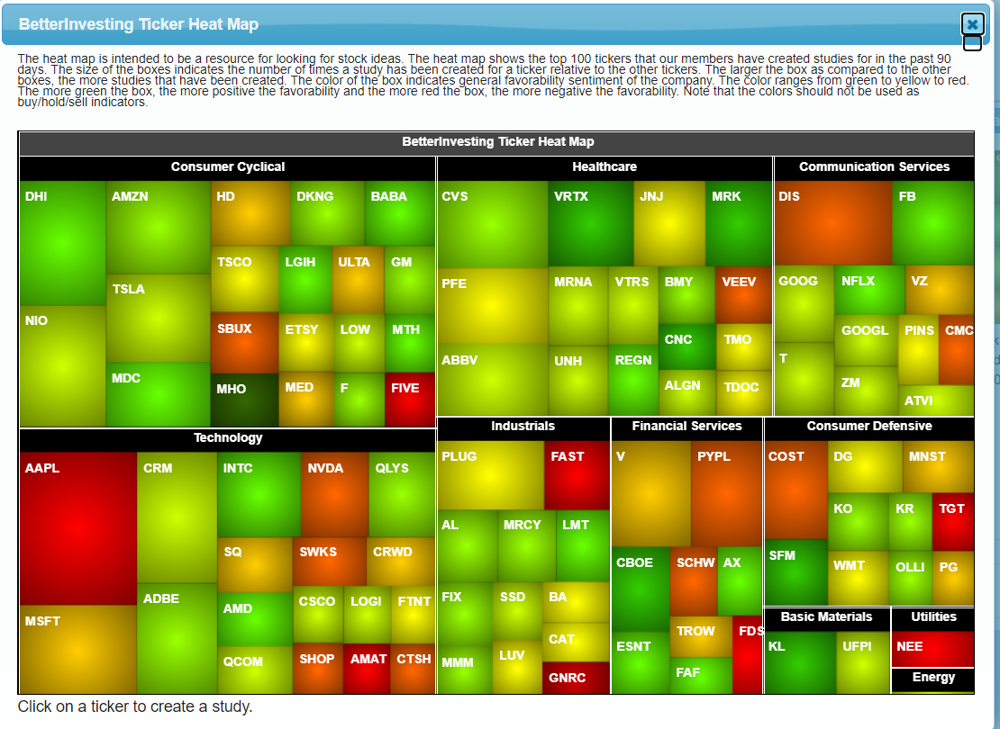 BetterInvesting Ticker Heat Map
The heat map is intended to be a resource for looking for stock ideas. The heat map shows the top 100 tickers that our members have created studies for in the past 90
days. The size of the boxes indicates the number of times a study has been created for a ticker relative to the other tickers. The larger the box as compared to the other
boxes, the more studies that have been created. The color of the box indicates general favorability sentiment of the company. The color ranges from green to yellow to red.
The more green the box, the more positive the favorability and the more red the box, the more negative the favorability. Note that the colors should not be used as
buy/hold/sell indicators.
BetterInvesting Ticker Heat Map
Consumer Cyclical
DHI
AMZN
HD
DKNG
BABA
TSCO
LGIH
ULTA
GM
TSLA
NIO
SBUX
ETSY
LOW
MTH
MDC
MHO
MED
F
FIVE
Healthcare
CVS
VRTX
JNJ
MRK
PFE
MRNA
VTRS
BMY
VEEV
CNC
TMO
ABBV
UNH
REGN
ALGN
TDOC
Communication Services
DIS
FB
GOOG
NFLX
VZ
GOOGL
PINS
CMC
T
ZM
ATVI
Technology
AAPL
CRM
INTC
NVDA
QLYS
SQ
SWKS
CRWD
MSFT
ADBE
AMD
CSCO
LOGI
FTNT
QCOM
SHOP
AMAT
CTSH
Industrials
PLUG
FAST
AL
MRCY
LMT
FIX
SSD
BA
CAT
MMM
LUV
GNRC
Financial Services
V
PYPL
CBOE
SCHW
AX
ESNT
TROW
FDS
FAF
Consumer Defensive
COST
DG
MNST
KO
KR
TGT
SFM
WMT
OLLI
PG
Basic Materials
KL
UFPI
Utilities
NEE
Energy
Click on a ticker to create a study.